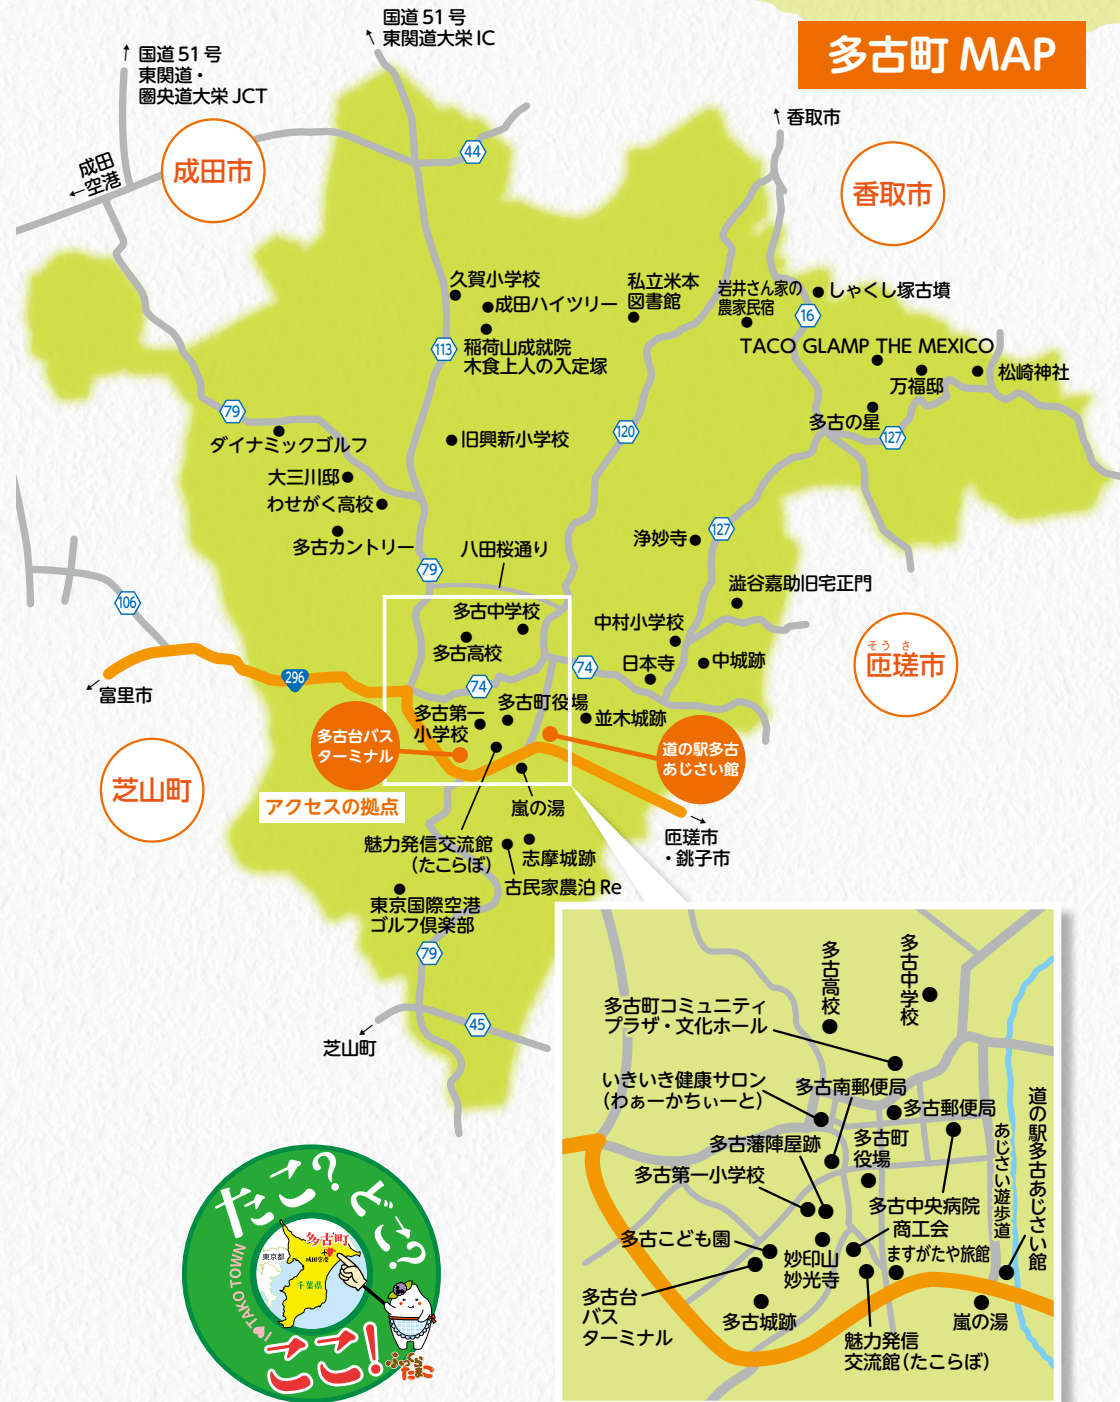 国道51号
東関道大栄IC
国道51号
東関道・
圏央道大栄JCT
多古町 MAP
香取市
成田
空港
成田市
香取市
44
久賀小学校
成田ハイツリー
私立米本
図書館
岩井さん家の
農家民宿
しゃくし塚古墳
16
113
稲荷山成就院
木食上人の入定塚
TACO GLAMP THE MEXICO
万福邸
松崎神社
79
多古の星
127
ダイナミックゴルフ
旧興新小学校
120
大三川邸
わせがく高校
多古カントリー
八田桜通り
浄妙寺
127
79
澁谷嘉助旧宅正門
106
多古中学校
中村小学校
多古高校
日本寺
中城跡
そうさ
匝瑳市
296
富里市
74
74
多古第一
小学校
多古町役場
並木城跡
多古台バス
ターミナル
道の駅多古
あじさい館
芝山町
アクセスの拠点
嵐の湯
匝瑳市
・銚子市
魅力発信交流館
(たこらぼ)
志摩城跡
古民家農泊 Re
東京国際空港
ゴルフ倶楽部
79
45
芝山町
多古高校
多古中学校
多古町コミュニティ
プラザ・文化ホール
いきいき健康サロン
(わぁーかちぃーと)
多古南郵便局
多古郵便局
多古藩陣屋跡
多古町
役場
多古第一小学校
多古中央病院
あじさい遊歩道
道の駅多古あじさい館
多古こども園
妙印山
妙光寺
商工会
ますがたや旅館
多古台
バス
ターミナル
多古城跡
嵐の湯
魅力発信
交流館(たこらぼ)
たこ?どこ?
多古町
東京都
成田空港
千葉県
I♥TAKO TOWN
ここ!
ふっくら
たまこ